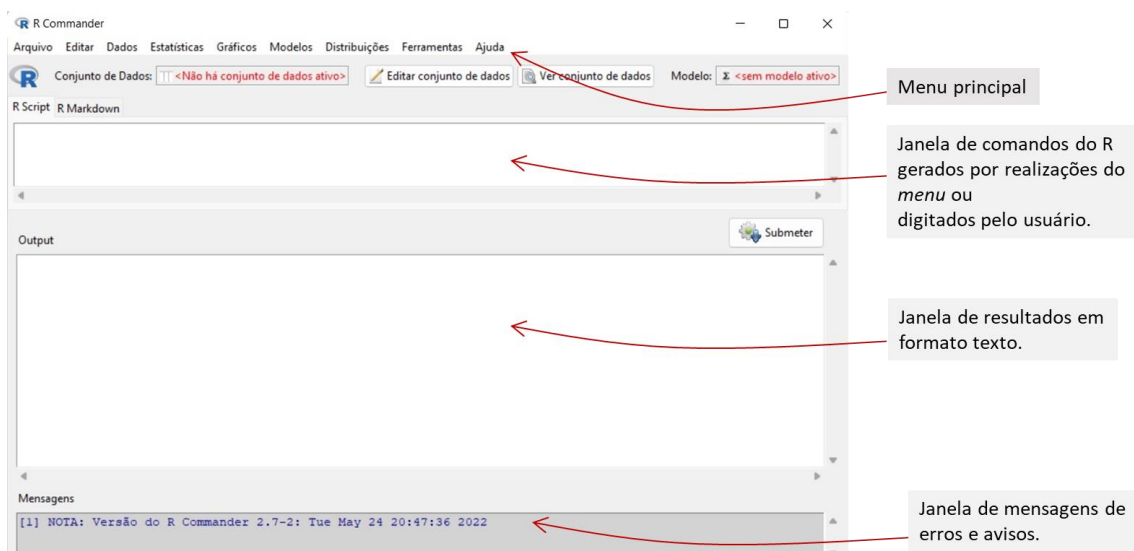 R Commander
Arquivo Editar Dados Estatísticas Gráficos Modelos Distribuições Ferramentas Ajuda
Conjunto de Dados: <Não há conjunto de dados ativo> Editar conjunto de dados Ver conjunto de dados Modelo: Σ <sem modelo ativo>
R Script R Markdown
Menu principal
Janela de comandos do R
gerados por realizações do
menu ou
digitados pelo usuário.
Output
Submeter
Janela de resultados em
formato texto.
Mensagens
[1] NOTA: Versão do R Commander 2.7-2: Tue May 24 20:47:36 2022
Janela de mensagens de
erros e avisos.